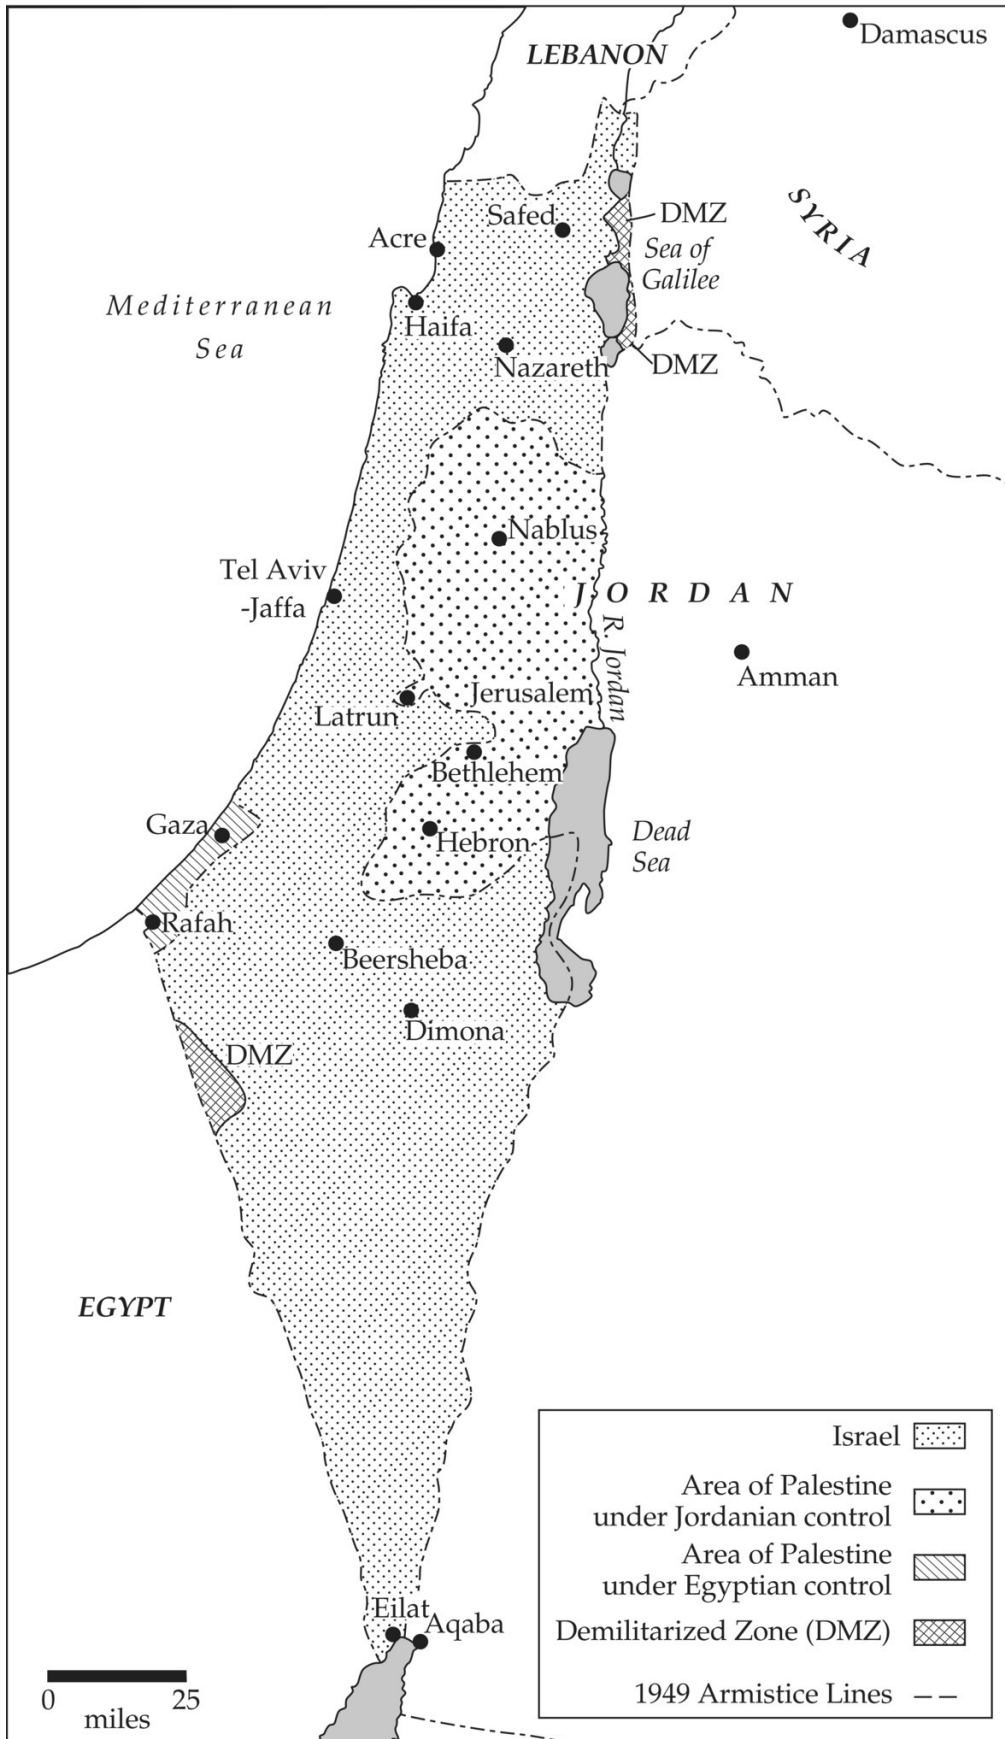 Damascus
LEBANON
SYRIA
Safed
DMZ
Acre
Sea of
Galilee
Mediterranean
Sea
Haifa
Nazareth
DMZ
Nablus
Tel Aviv
-Jaffa
JORDAN
R. Jordan
Amman
Jerusalem
Latrun
Bethlehem
Gaza
Hebron
Dead
Sea
Rafah
Beersheba
Dimona
DMZ
EGYPT
Eilat
Aqaba
0 25
miles
Israel
Area of Palestine
under Jordanian control
Area of Palestine
under Egyptian control
Demilitarized Zone (DMZ)
1949 Armistice Lines